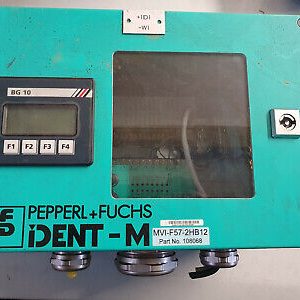 +IDI
-WI
BG 10
F1 F2 F3 F4
PEPPERL+FUCHS
iDENT-M
MVI-F57-2HB12
Part No. 108068